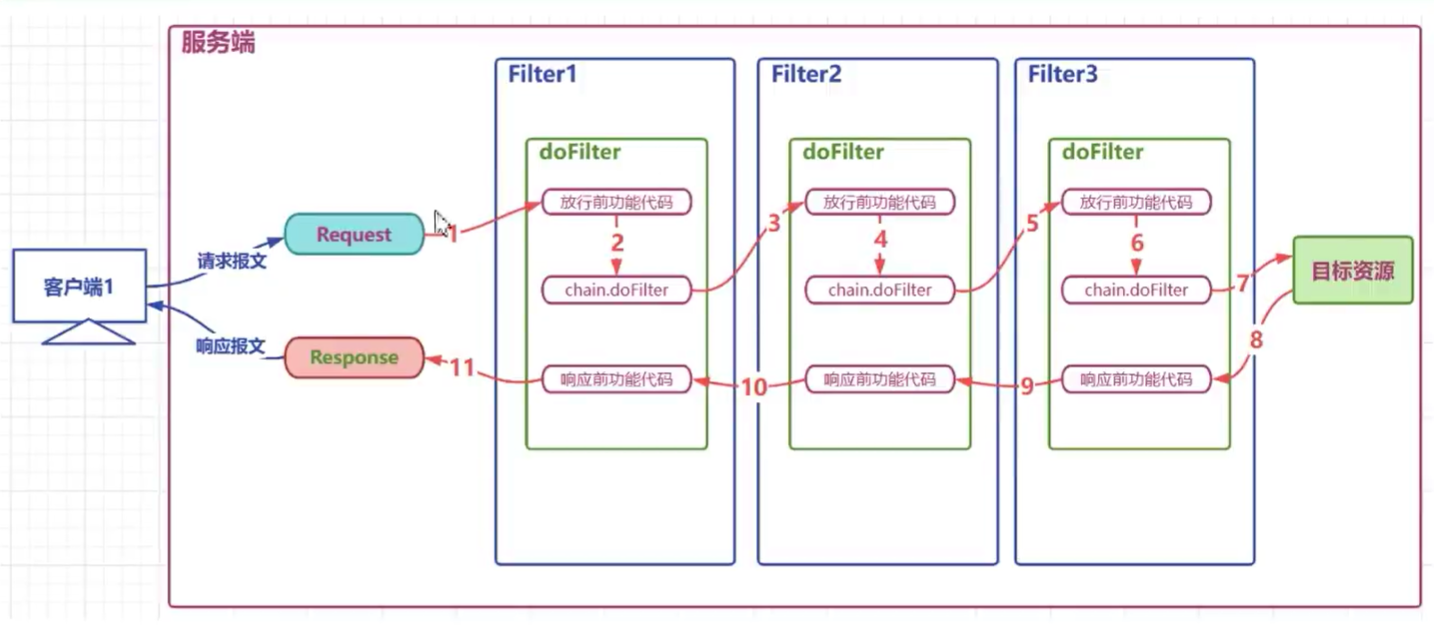 服务端
Filter1
Filter2
Filter3
doFilter
doFilter
doFilter
放行前功能代码
放行前功能代码
放行前功能代码
Request
1
2
3
4
5
6
请求报文
客户端1
chain.doFilter
chain.doFilter
chain.doFilter
7
目标资源
8
响应报文
Response
11
响应前功能代码
10
响应前功能代码
9
响应前功能代码